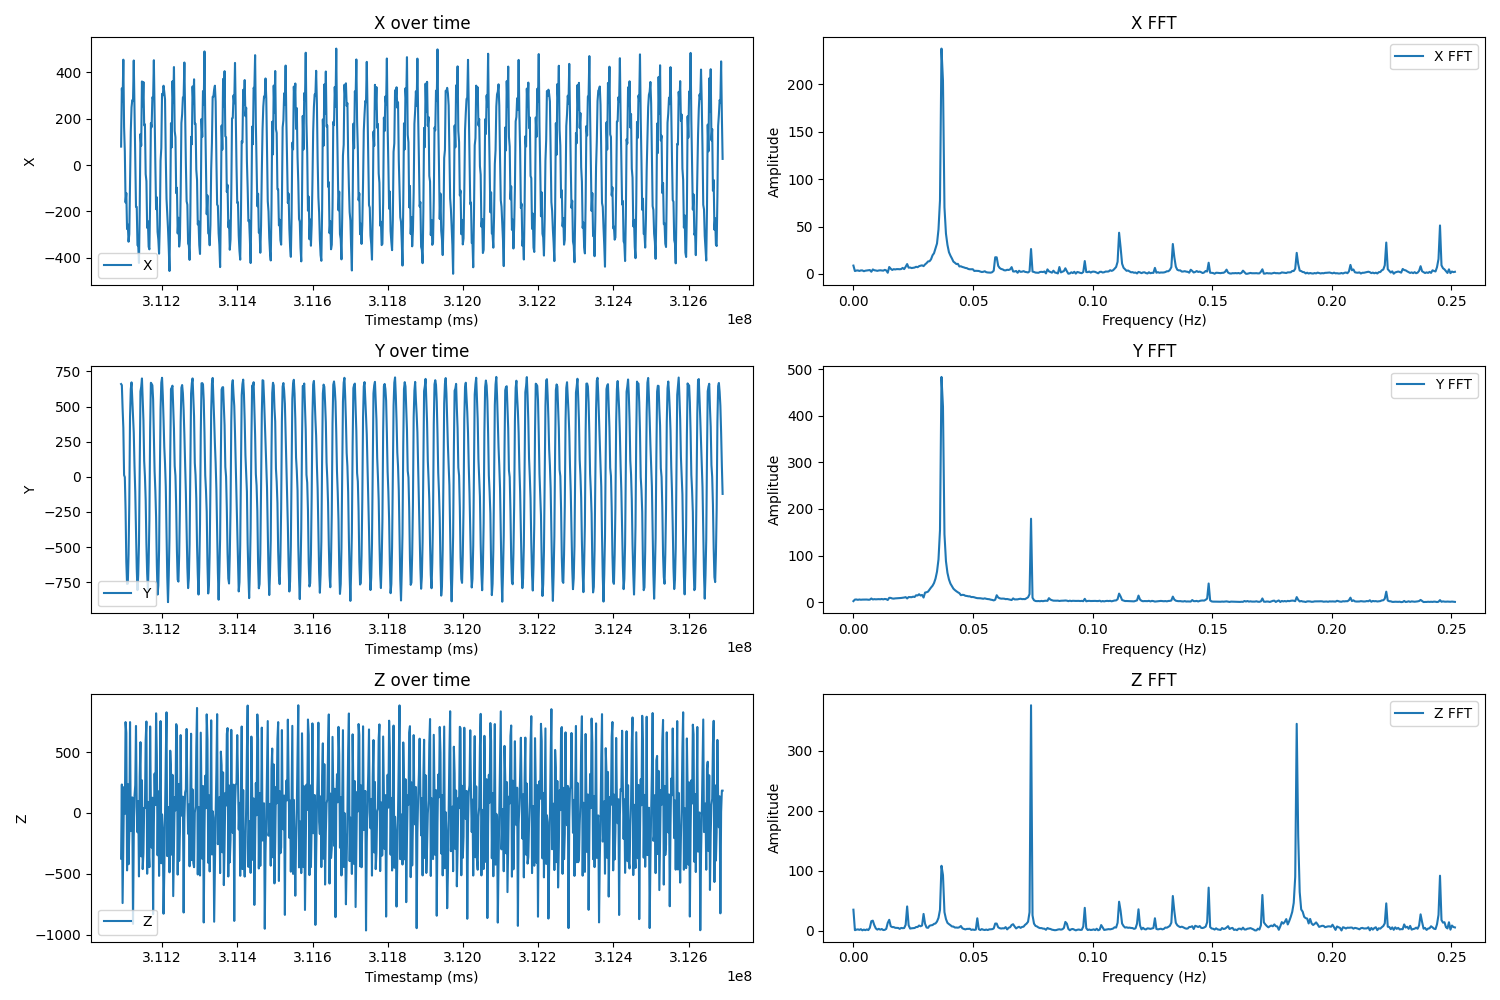 X over time
X
400
200
0
−200
−400
X
3.112
3.114
3.116
3.118
3.120
3.122
3.124
3.126
Timestamp (ms)
1e8
X FFT
Amplitude
200
150
100
50
0
X FFT
0.00
0.05
0.10
0.15
0.20
0.25
Frequency (Hz)
Y over time
Y
750
500
250
0
−250
−500
−750
Y
3.112
3.114
3.116
3.118
3.120
3.122
3.124
3.126
Timestamp (ms)
1e8
Y FFT
Amplitude
500
400
300
200
100
0
Y FFT
0.00
0.05
0.10
0.15
0.20
0.25
Frequency (Hz)
Z over time
Z
500
0
−500
−1000
Z
3.112
3.114
3.116
3.118
3.120
3.122
3.124
3.126
Timestamp (ms)
1e8
Z FFT
Amplitude
300
200
100
0
Z FFT
0.00
0.05
0.10
0.15
0.20
0.25
Frequency (Hz)